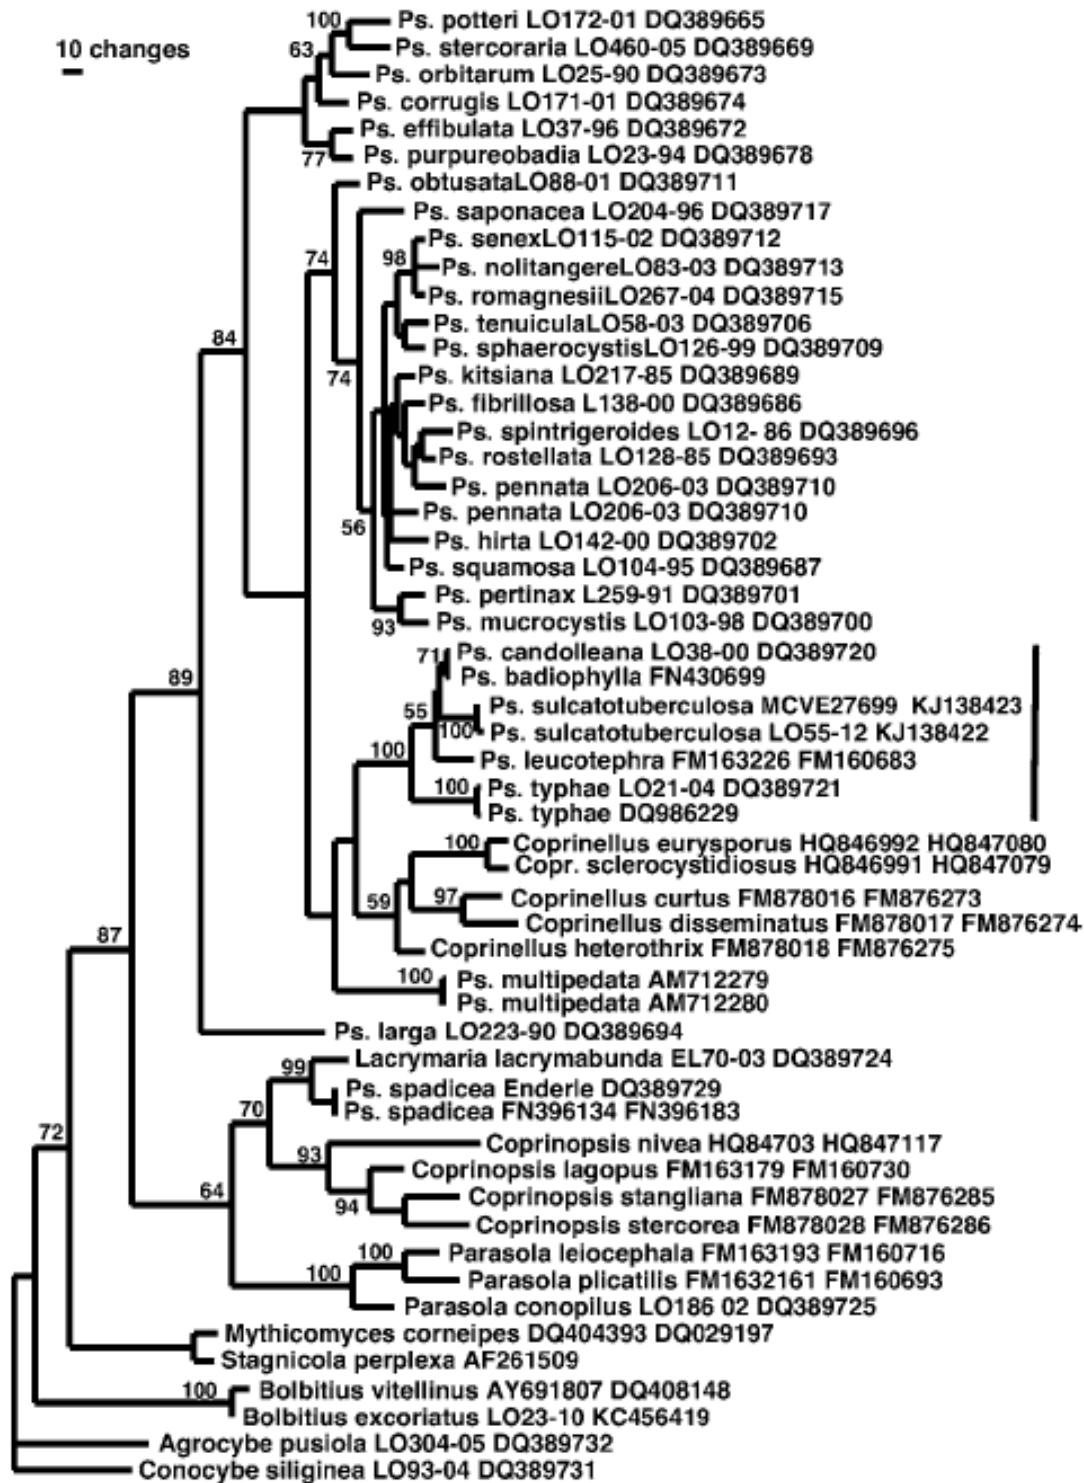 100 Ps. potteri LO172-01 DQ389665
10 changes
63 Ps. stercoraria LO460-05 DQ389669
Ps. orbitarum LO25-90 DQ389673
Ps. corrugis LO171-01 DQ389674
Ps. effibulata LO37-96 DQ389672
77 Ps. purpureobadia LO23-94 DQ389678
Ps. obtusataLO88-01 DQ389711
Ps. saponacea LO204-96 DQ389717
Ps. senexLO115-02 DQ389712
74 98 Ps. nolitangereLO83-03 DQ389713
Ps. romagnesiiLO267-04 DQ389715
Ps. tenuiculaLO58-03 DQ389706
84 Ps. sphaerocystisLO126-99 DQ389709
74 Ps. kitsiana LO217-85 DQ389689
Ps. fibrillosa L138-00 DQ389686
Ps. spintrigeroides LO12- 86 DQ389696
Ps. rostellata LO128-85 DQ389693
Ps. pennata LO206-03 DQ389710
Ps. pennata LO206-03 DQ389710
56 Ps. hirta LO142-00 DQ389702
Ps. squamosa LO104-95 DQ389687
Ps. pertinax L259-91 DQ389701
93 Ps. mucrocystis LO103-98 DQ389700
71 Ps. candolleana LO38-00 DQ389720
89 Ps. badiophylla FN430699
55 Ps. sulcatotuberculosa MCVE27699 KJ138423
100 Ps. sulcatotuberculosa LO55-12 KJ138422
100 Ps. leucotephra FM163226 FM160683
100 Ps. typhae LO21-04 DQ389721
Ps. typhae DQ986229
100 Coprinellus eurysporus HQ846992 HQ847080
Copr. sclerocystidiosus HQ846991 HQ847079
59 97 Coprinellus curtus FM878016 FM876273
Coprinellus disseminatus FM878017 FM876274
87 Coprinellus heterothrix FM878018 FM876275
100 Ps. multipedata AM712279
Ps. multipedata AM712280
Ps. larga LO223-90 DQ389694
99 Lacrymaria lacrymabunda EL70-03 DQ389724
Ps. spadicea Enderle DQ389729
70 Ps. spadicea FN396134 FN396183
72 93 Coprinopsis nivea HQ84703 HQ847117
Coprinopsis lagopus FM163179 FM160730
64 94 Coprinopsis stangliana FM878027 FM876285
Coprinopsis stercorea FM878028 FM876286
100 Parasola leiocephala FM163193 FM160716
100 Parasola plicatilis FM1632161 FM160693
Parasola conopilus LO186 02 DQ389725
Mythicomyces corneipes DQ404393 DQ029197
Stagnicola perplexa AF261509
100 Bolbitius vitellinus AY691807 DQ408148
Bolbitius excoriatus LO23-10 KC456419
Agrocybe pusiola LO304-05 DQ389732
Conocybe siliginea LO93-04 DQ389731